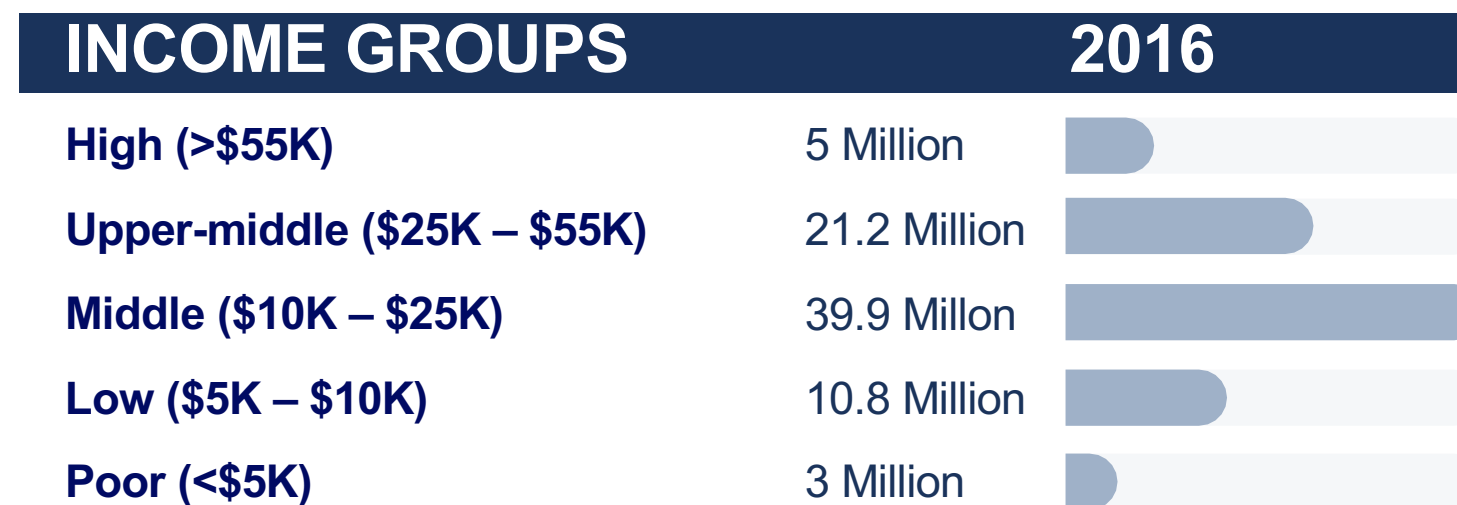 INCOME GROUPS 2016
High (>$55K) 5 Million
Upper-middle ($25K – $55K) 21.2 Million
Middle ($10K – $25K) 39.9 Millon
Low ($5K – $10K) 10.8 Million
Poor (<$5K) 3 Million